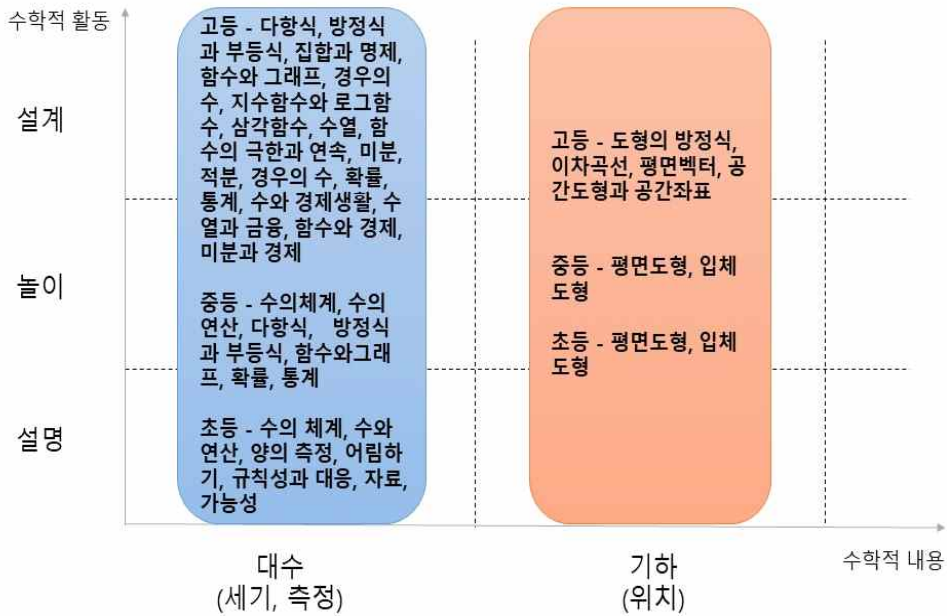 수학적 활동
설계
놀이
설명
고등 - 다항식, 방정식
과 부등식, 집합과 명제,
함수와 그래프, 경우의
수, 지수함수와 로그함
수, 삼각함수, 수열, 함
수의 극한과 연속, 미분,
적분, 경우의 수, 확률,
통계, 수와 경제생활, 수
열과 금융, 함수와 경제,
미분과 경제
중등 - 수의체계, 수의
연산, 다항식, 방정식
과 부등식, 함수와그래
프, 확률, 통계
초등 - 수의 체계, 수와
연산, 양의 측정, 어림하
기, 규칙성과 대응, 자료,
가능성
고등 - 도형의 방정식,
이차곡선, 평면벡터, 공
간도형과 공간좌표
중등 - 평면도형, 입체
도형
초등 - 평면도형, 입체
도형
대수
(세기, 측정)
기하
(위치)
수학적 내용